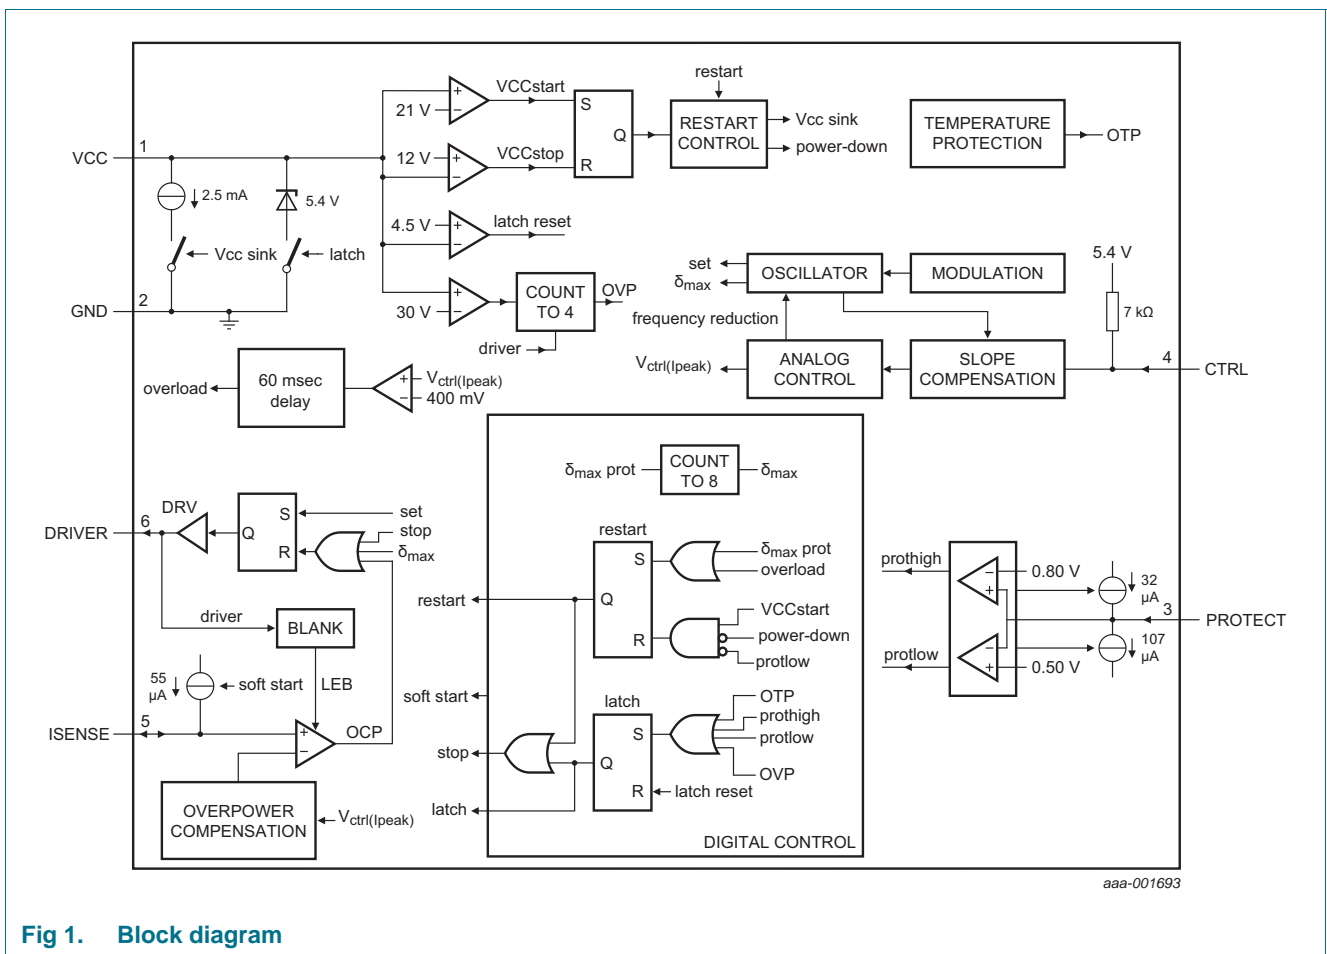 restart
VCCstart
21 V
S
Q
R
RESTART
CONTROL
Vcc sink
power-down
TEMPERATURE
PROTECTION
OTP
VCC
1
12 V
VCCstop
2.5 mA
5.4 V
4.5 V
latch reset
Vcc sink
latch
GND
2
30 V
COUNT
TO 4
OVP
driver
set
δmax
OSCILLATOR
MODULATION
5.4 V
7 kΩ
frequency reduction
Vctrl(Ipeak)
ANALOG
CONTROL
SLOPE
COMPENSATION
4
CTRL
overload
60 msec
delay
Vctrl(Ipeak)
400 mV
δmax prot
COUNT
TO 8
δmax
DRIVER
6
DRV
Q
S
R
set
stop
δmax
restart
S
Q
R
δmax prot
overload
restart
VCCstart
power-down
protlow
prothigh
0.80 V
32
µA
3
PROTECT
protlow
0.50 V
107
µA
driver
BLANK
LEB
55
µA
soft start
ISENSE
5
OCP
soft start
latch
S
Q
R
OTP
prothigh
protlow
OVP
latch reset
stop
latch
OVERPOWER
COMPENSATION
Vctrl(Ipeak)
DIGITAL CONTROL
aaa-001693
Fig 1. Block diagram